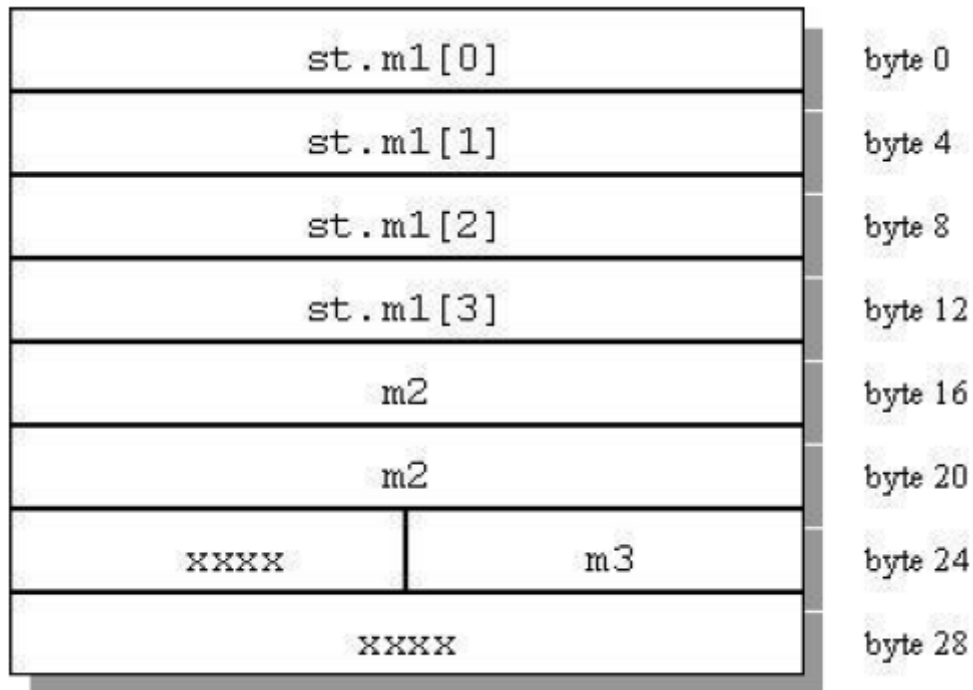 st.m1[0] byte 0
st.m1[1] byte 4
st.m1[2] byte 8
st.m1[3] byte 12
m2 byte 16
m2 byte 20
xxxx m3 byte 24
xxxx byte 28